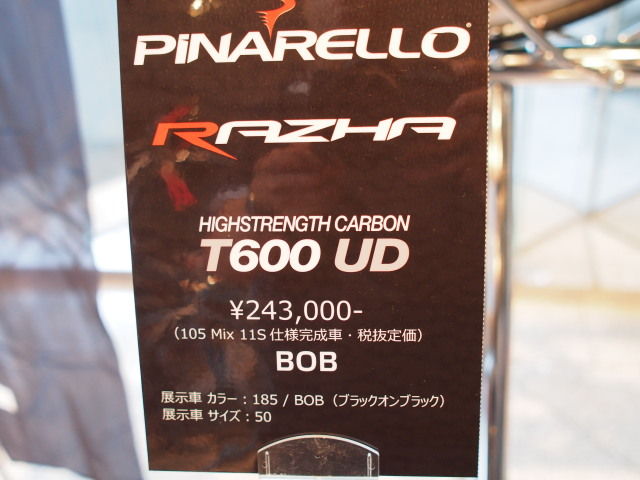 PiNARELLO
RAZHA
HIGHSTRENGTH CARBON
T600 UD
¥243,000-
（105 Mix 11S 仕様完成車・税抜定価）
BOB
展示車 カラー：185 / BOB（ブラックオンブラック）
展示車 サイズ：50